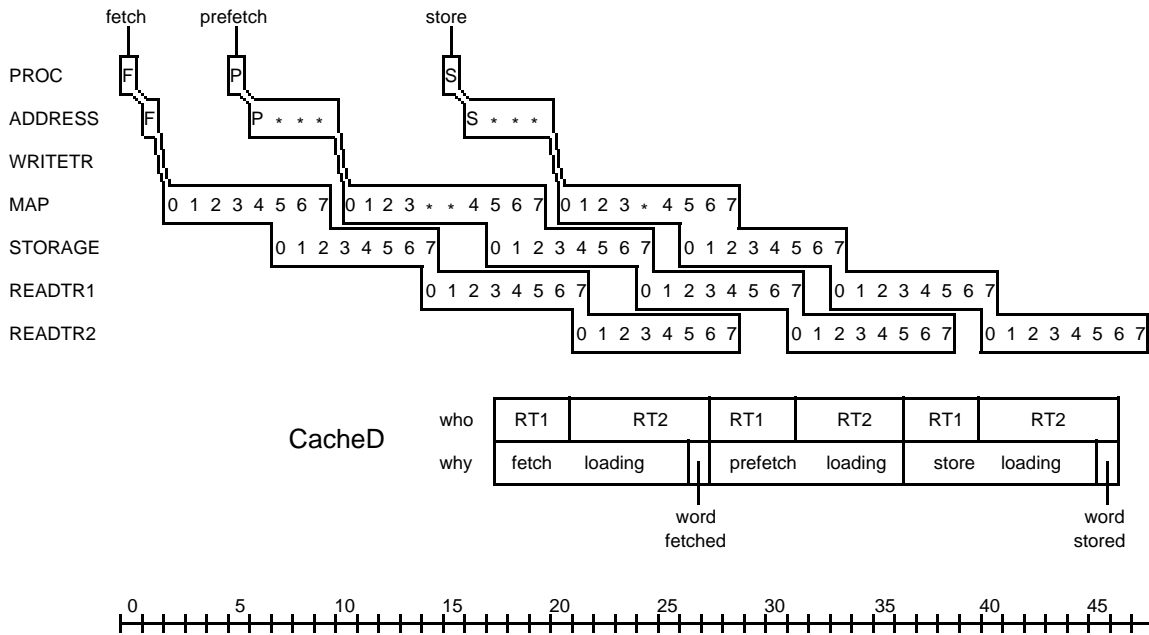 fetch prefetch store
PROC F P S
ADDRESS F P * * * S * * *
WRITETR
MAP 0 1 2 3 4 5 6 7 0 1 2 3 * * 4 5 6 7 0 1 2 3 * 4 5 6 7
STORAGE 0 1 2 3 4 5 6 7 0 1 2 3 4 5 6 7 0 1 2 3 4 5 6 7
READTR1 0 1 2 3 4 5 6 7 0 1 2 3 4 5 6 7 0 1 2 3 4 5 6 7
READTR2 0 1 2 3 4 5 6 7 0 1 2 3 4 5 6 7 0 1 2 3 4 5 6 7
who RT1 RT2 RT1 RT2 RT1 RT2
CacheD
why fetch loading prefetch loading store loading
word word
fetched stored
0 5 10 15 20 25 30 35 40 45